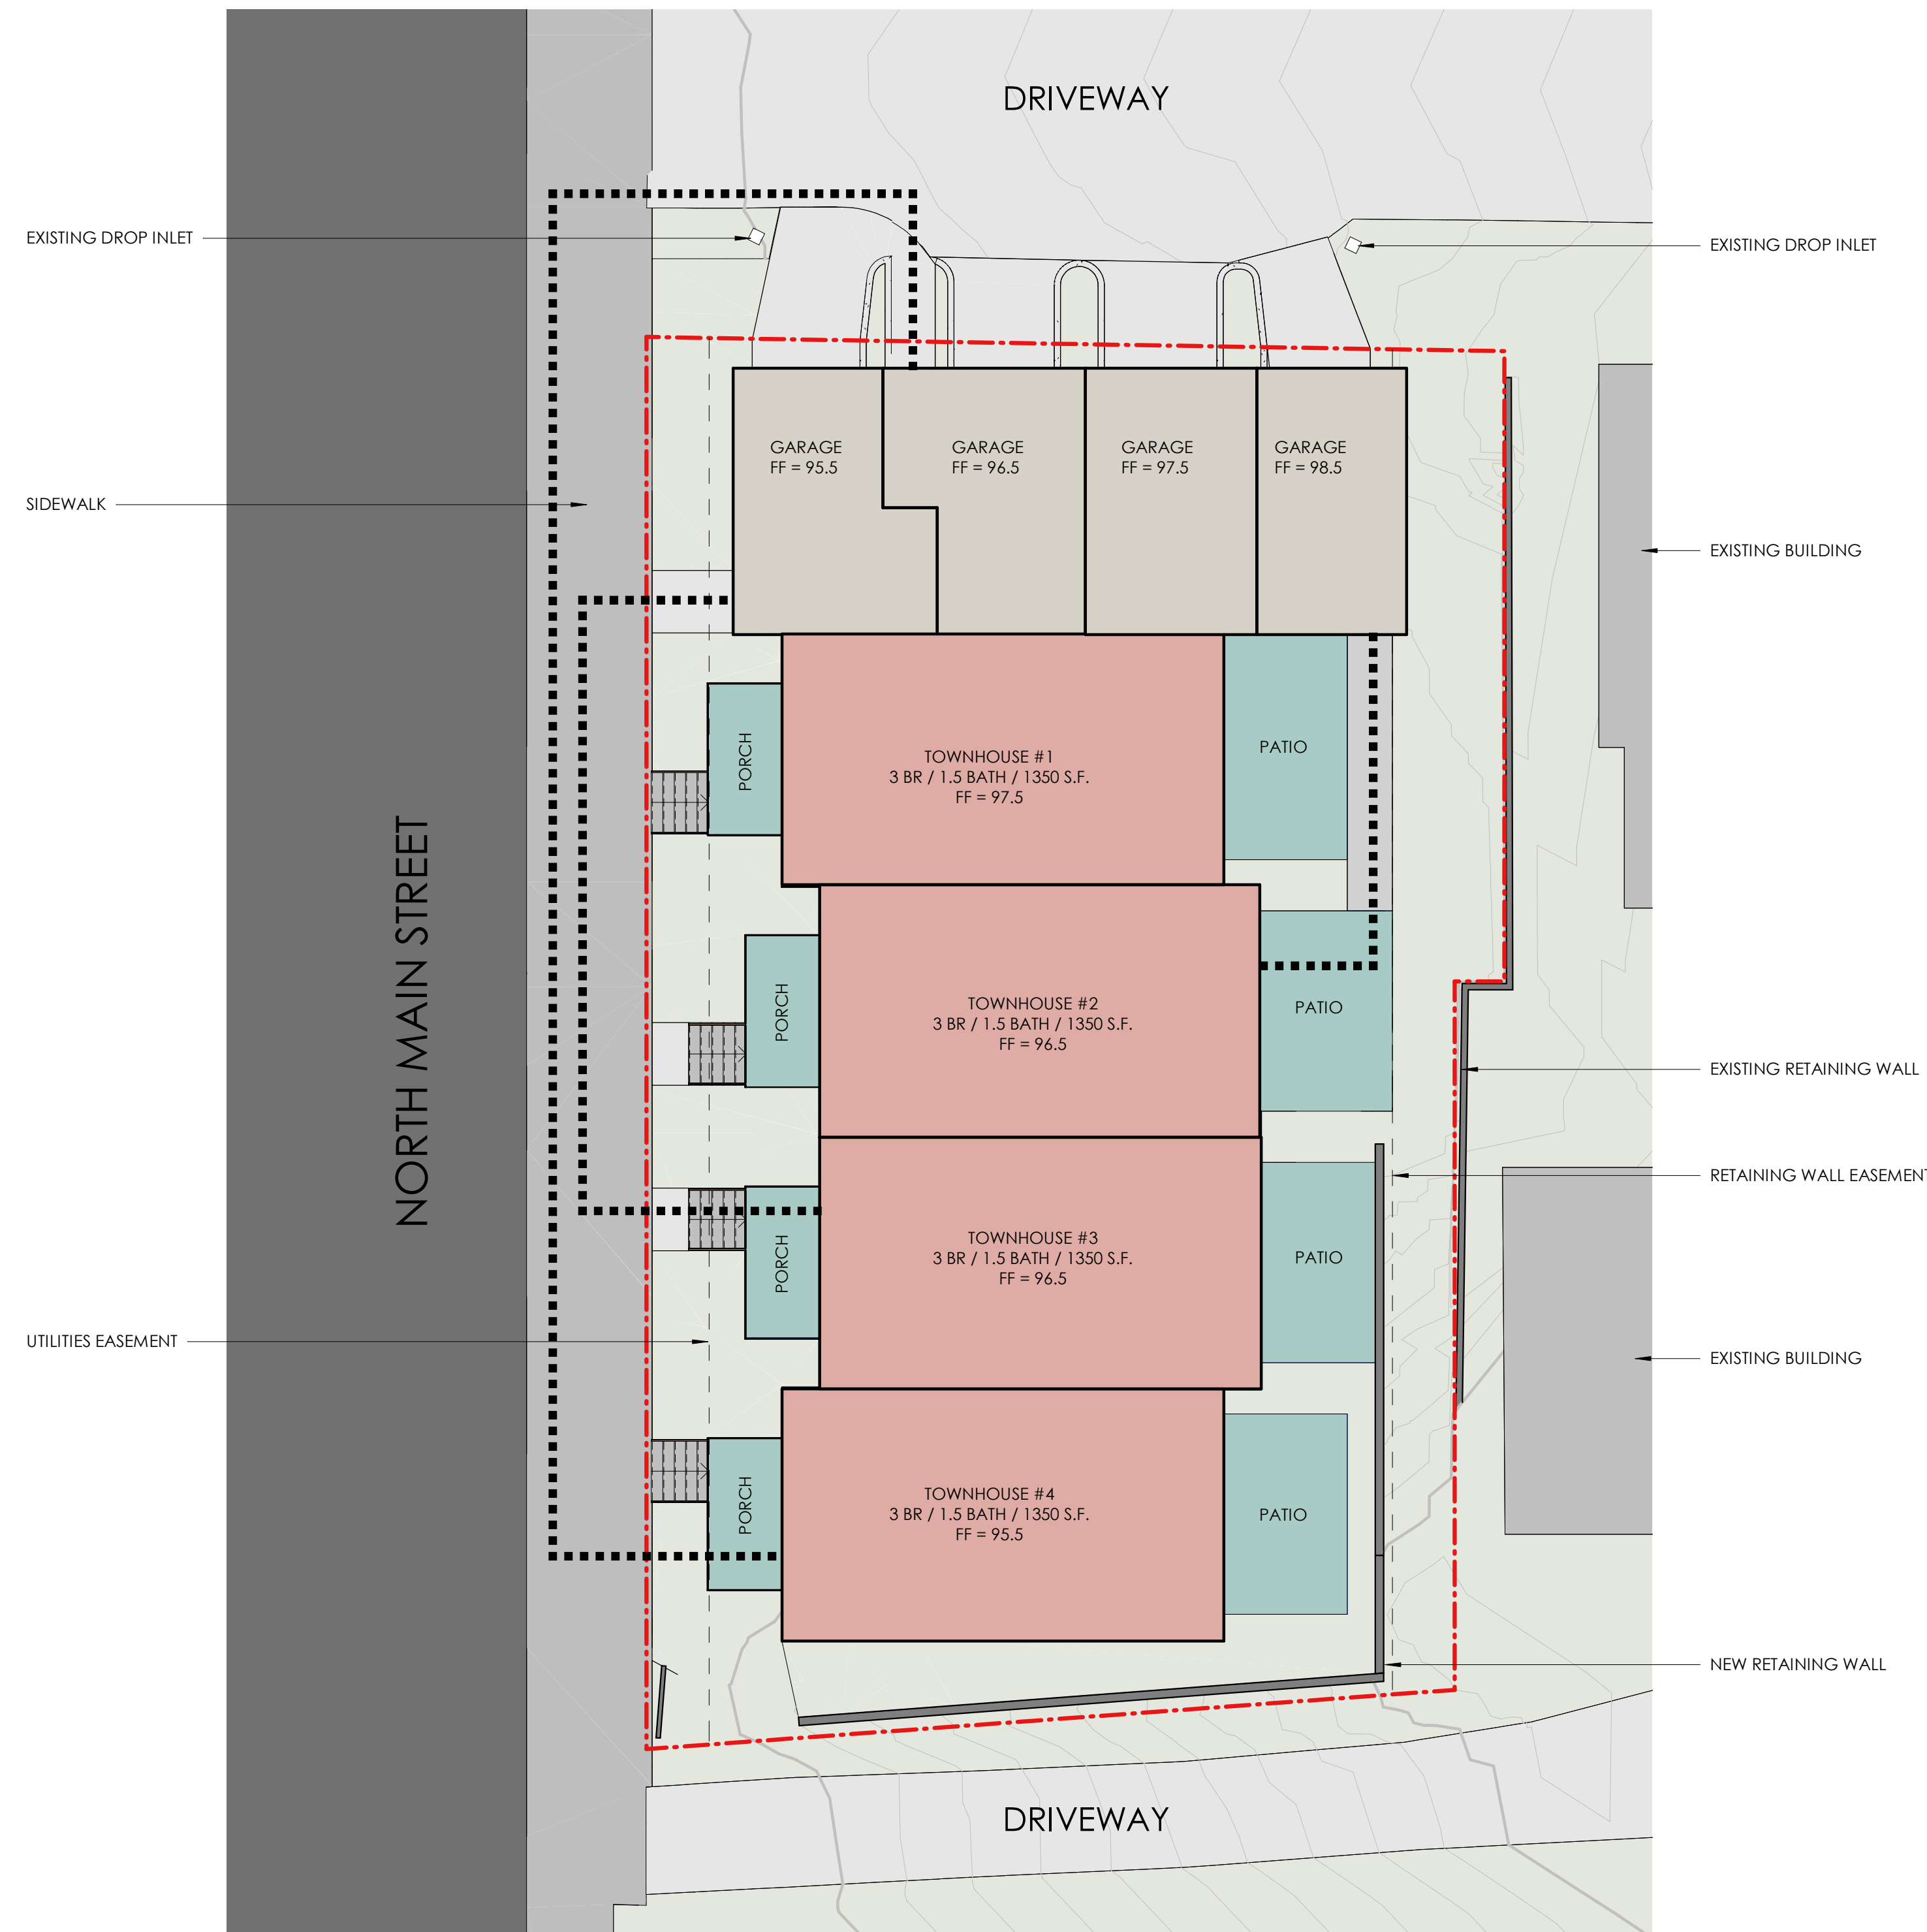 DRIVEWAY
EXISTING DROP INLET
EXISTING DROP INLET
GARAGE
FF = 95.5
GARAGE
FF = 96.5
GARAGE
FF = 97.5
GARAGE
FF = 98.5
SIDEWALK
EXISTING BUILDING
PORCH
TOWNHOUSE #1
3 BR / 1.5 BATH / 1350 S.F.
FF = 97.5
PATIO
NORTH MAIN STREET
PORCH
TOWNHOUSE #2
3 BR / 1.5 BATH / 1350 S.F.
FF = 96.5
PATIO
EXISTING RETAINING WALL
RETAINING WALL EASEMENT
PORCH
TOWNHOUSE #3
3 BR / 1.5 BATH / 1350 S.F.
FF = 96.5
PATIO
UTILITIES EASEMENT
EXISTING BUILDING
PORCH
TOWNHOUSE #4
3 BR / 1.5 BATH / 1350 S.F.
FF = 95.5
PATIO
NEW RETAINING WALL
DRIVEWAY